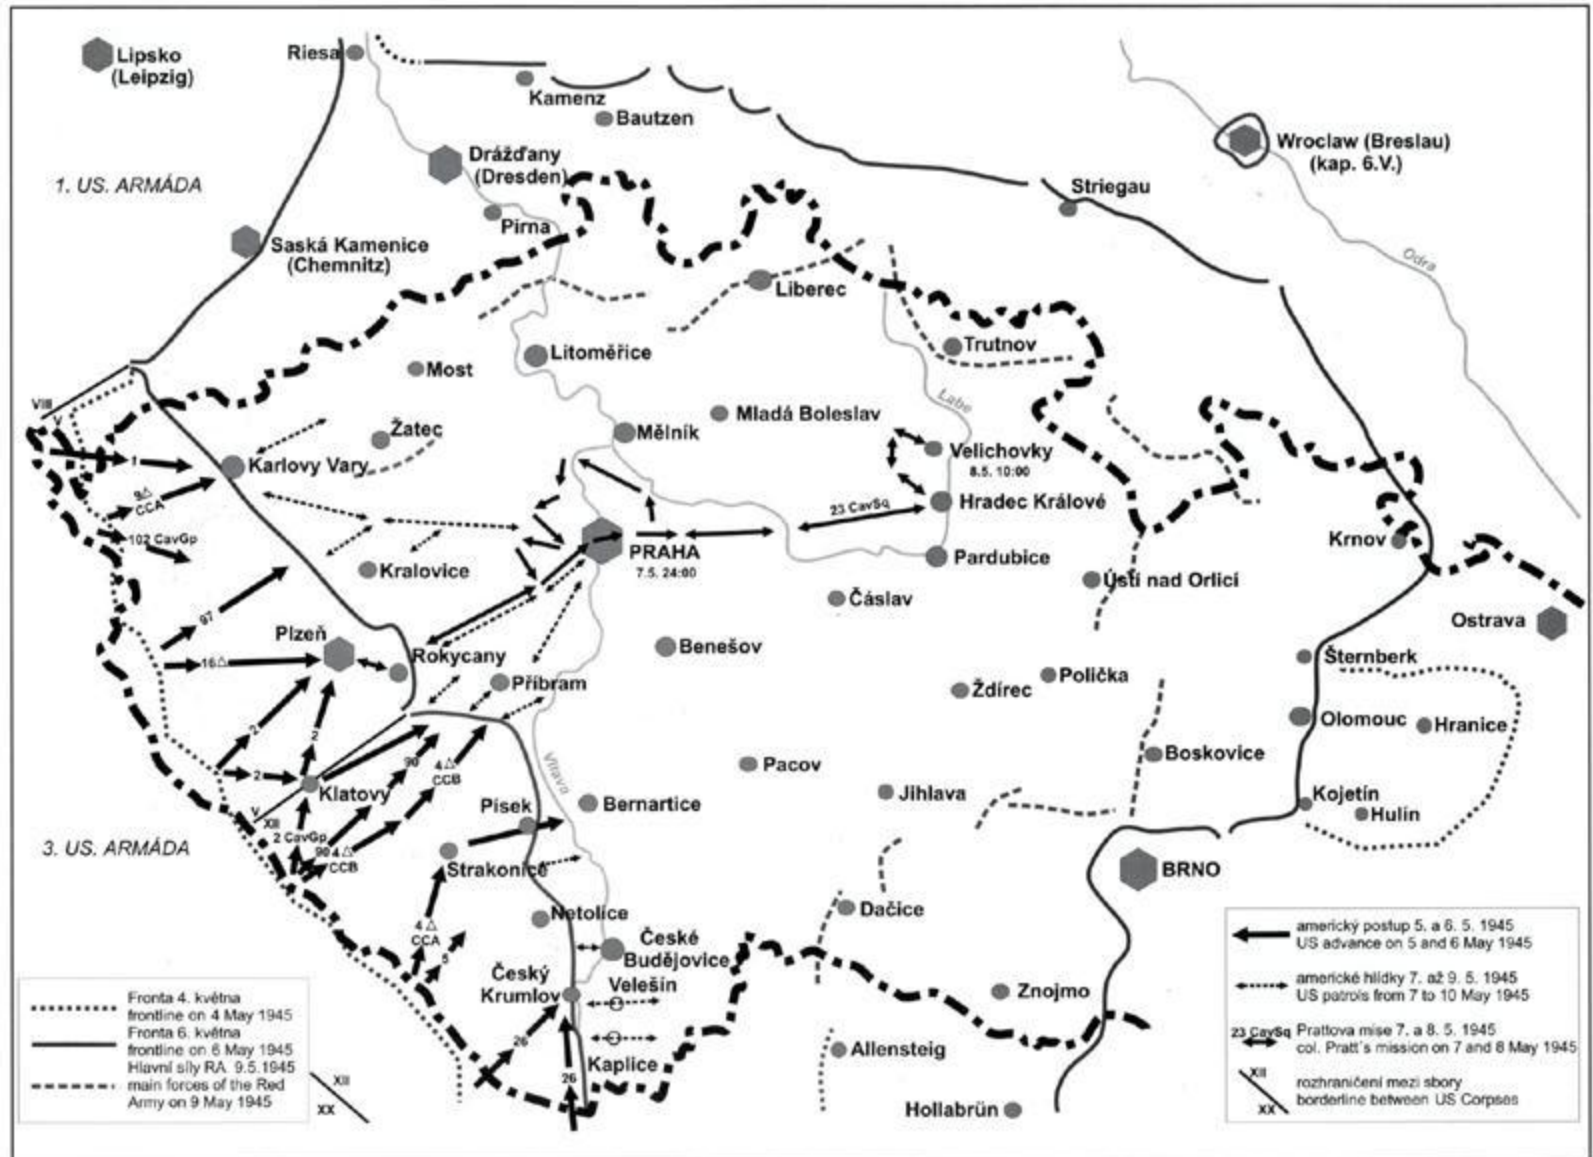 Lipsko
(Leipzig)
Riesa
Kamenz
Bautzen
Drážďany
(Dresden)
Wroclaw (Breslau)
(kap. 6.V.)
1. US. ARMÁDA
Striegau
Pirna
Saská Kamenice
(Chemnitz)
Odra
Liberec
Litoměřice
Trutnov
Most
VIII
V
Labe
Mladá Boleslav
Žatec
Mělník
Velichovky
8.5. 10:00
1
Karlovy Vary
9△
CCA
23 CavSq
Hradec Králové
102 CavGp
PRAHA
7.5. 24:00
Krnov
Pardubice
Kralovice
Ústí nad Orlicí
Čáslav
97
Ostrava
Plzeň
Benešov
Rokycany
Šternberk
16△
Příbram
Ždírec
Polička
Olomouc
Hranice
2
2
2
90
4△
CCB
Vltava
Pacov
Boskovice
Klatovy
Písek
Bernartice
Jihlava
Kojetín
Hulín
V
XII
2 CavGp
3. US. ARMÁDA
90
4△
CCB
Strakonice
BRNO
Netolice
Dačice
4△
CCA
5
České
Budějovice
Český
Krumlov
Velešín
Znojmo
26
Kaplice
26
Allensteig
Hollabrün
Fronta 4. května
frontline on 4 May 1945
Fronta 6. května
frontline on 6 May 1945
Hlavní síly RA 9.5.1945
main forces of the Red
Army on 9 May 1945
XII
XX
americký postup 5. a 6. 5. 1945
US advance on 5 and 6 May 1945
americké hlídky 7. až 9. 5. 1945
US patrols from 7 to 10 May 1945
23 CavSq
Prattova mise 7. a 8. 5. 1945
col. Pratt's mission on 7 and 8 May 1945
XII
XX
rozhraničení mezi sbory
borderline between US Corpses